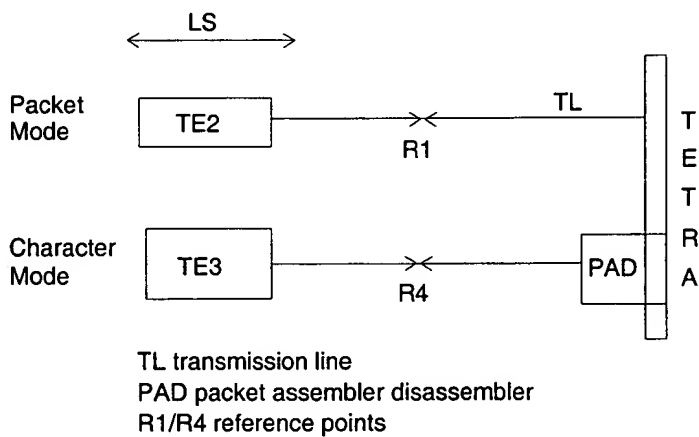 LS
Packet
Mode
TE2
R1
TL
Character
Mode
TE3
R4
PAD
T
E
T
R
A
TL transmission line
PAD packet assembler disassembler
R1/R4 reference points